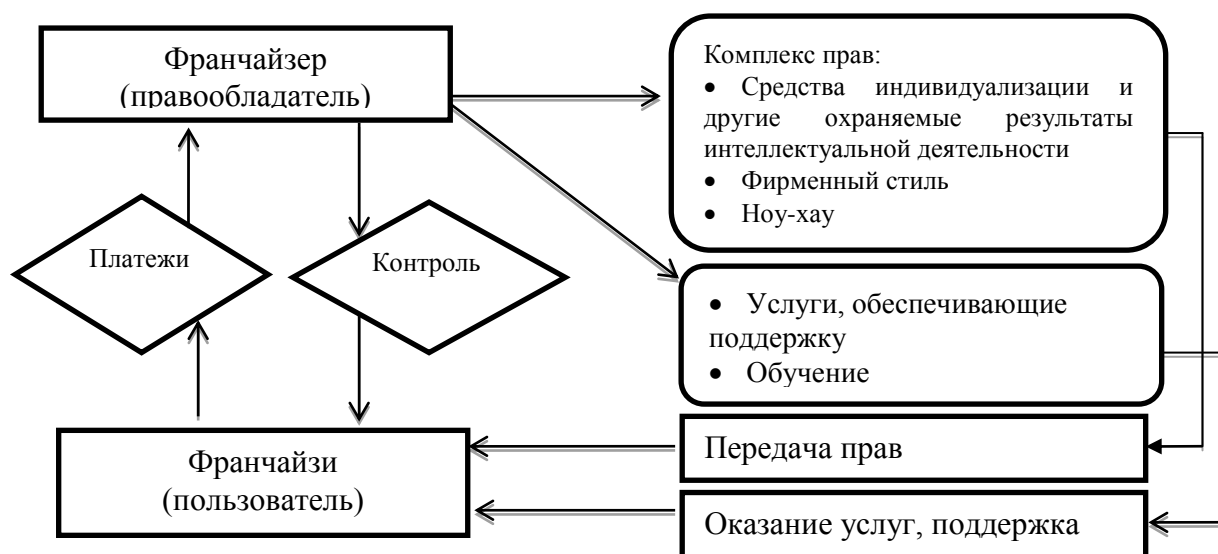 Франчайзер
(правообладатель)
Комплекс прав:
• Средства индивидуализации и
другие охраняемые результаты
интеллектуальной деятельности
• Фирменный стиль
• Ноу-хау
Платежи
Контроль
• Услуги, обеспечивающие
поддержку
• Обучение
Франчайзи
(пользователь)
Передача прав
Оказание услуг, поддержка